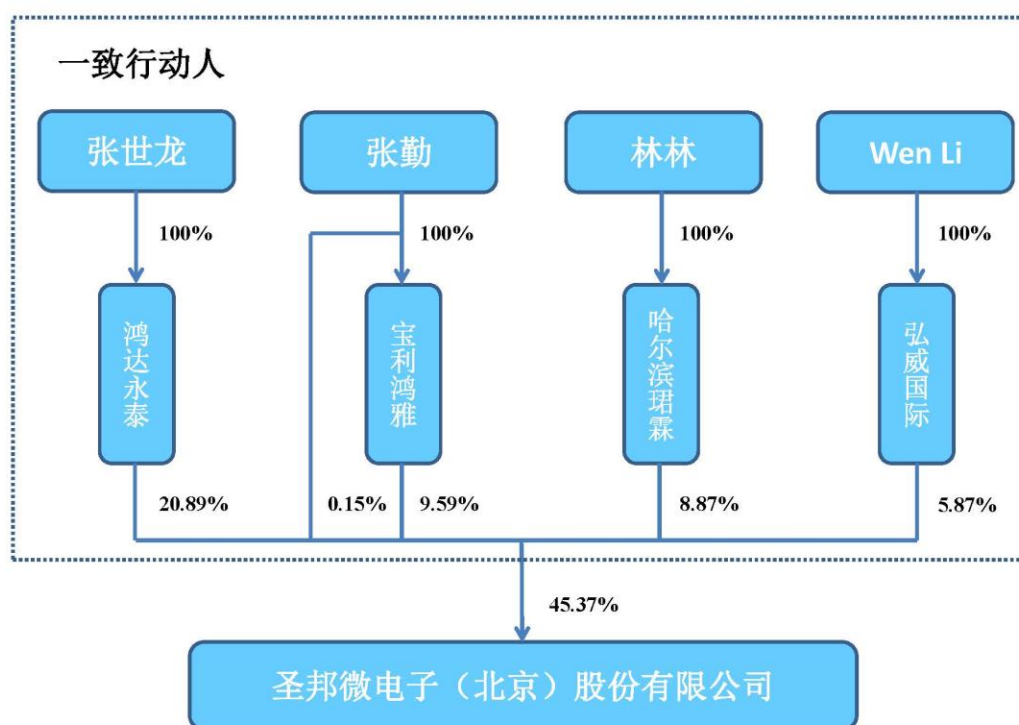 一致行动人
张世龙
张勤
林林
Wen Li
100%
100%
100%
100%
鸿达永泰
宝利鸿雅
哈尔滨珺霖
弘威国际
20.89%
0.15%
9.59%
8.87%
5.87%
45.37%
圣邦微电子（北京）股份有限公司